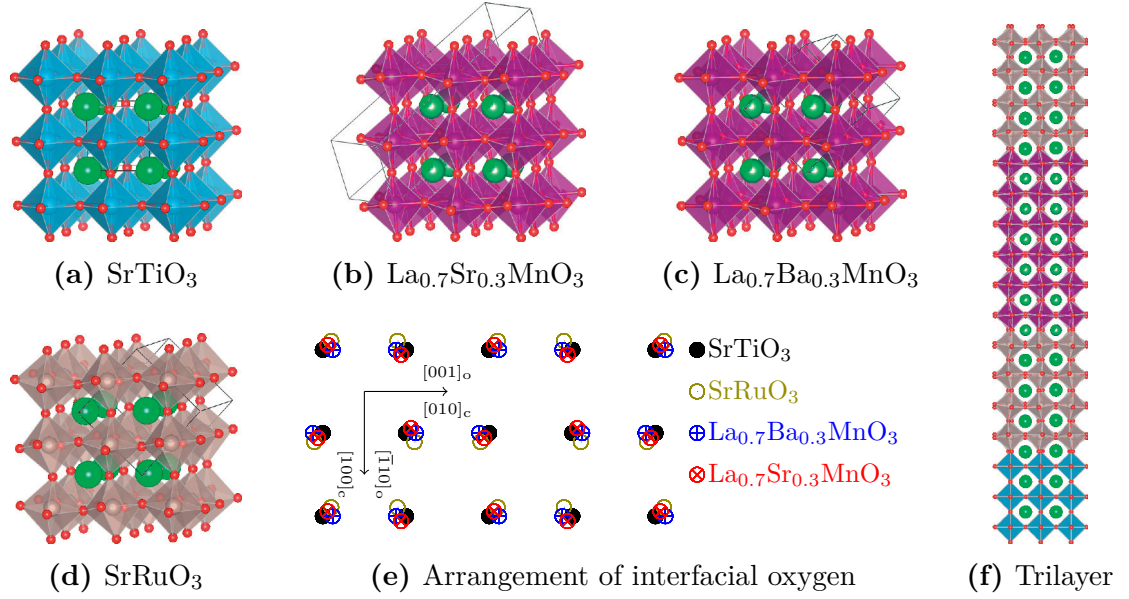 (a) SrTiO₃
(b) La₀.₇Sr₀.₃MnO₃
(c) La₀.₇Ba₀.₃MnO₃
[001]ₒ
[010]c
[1̄10]ₒ
[100]c
SrTiO₃
SrRuO₃
La₀.₇Ba₀.₃MnO₃
La₀.₇Sr₀.₃MnO₃
(d) SrRuO₃
(e) Arrangement of interfacial oxygen
(f) Trilayer